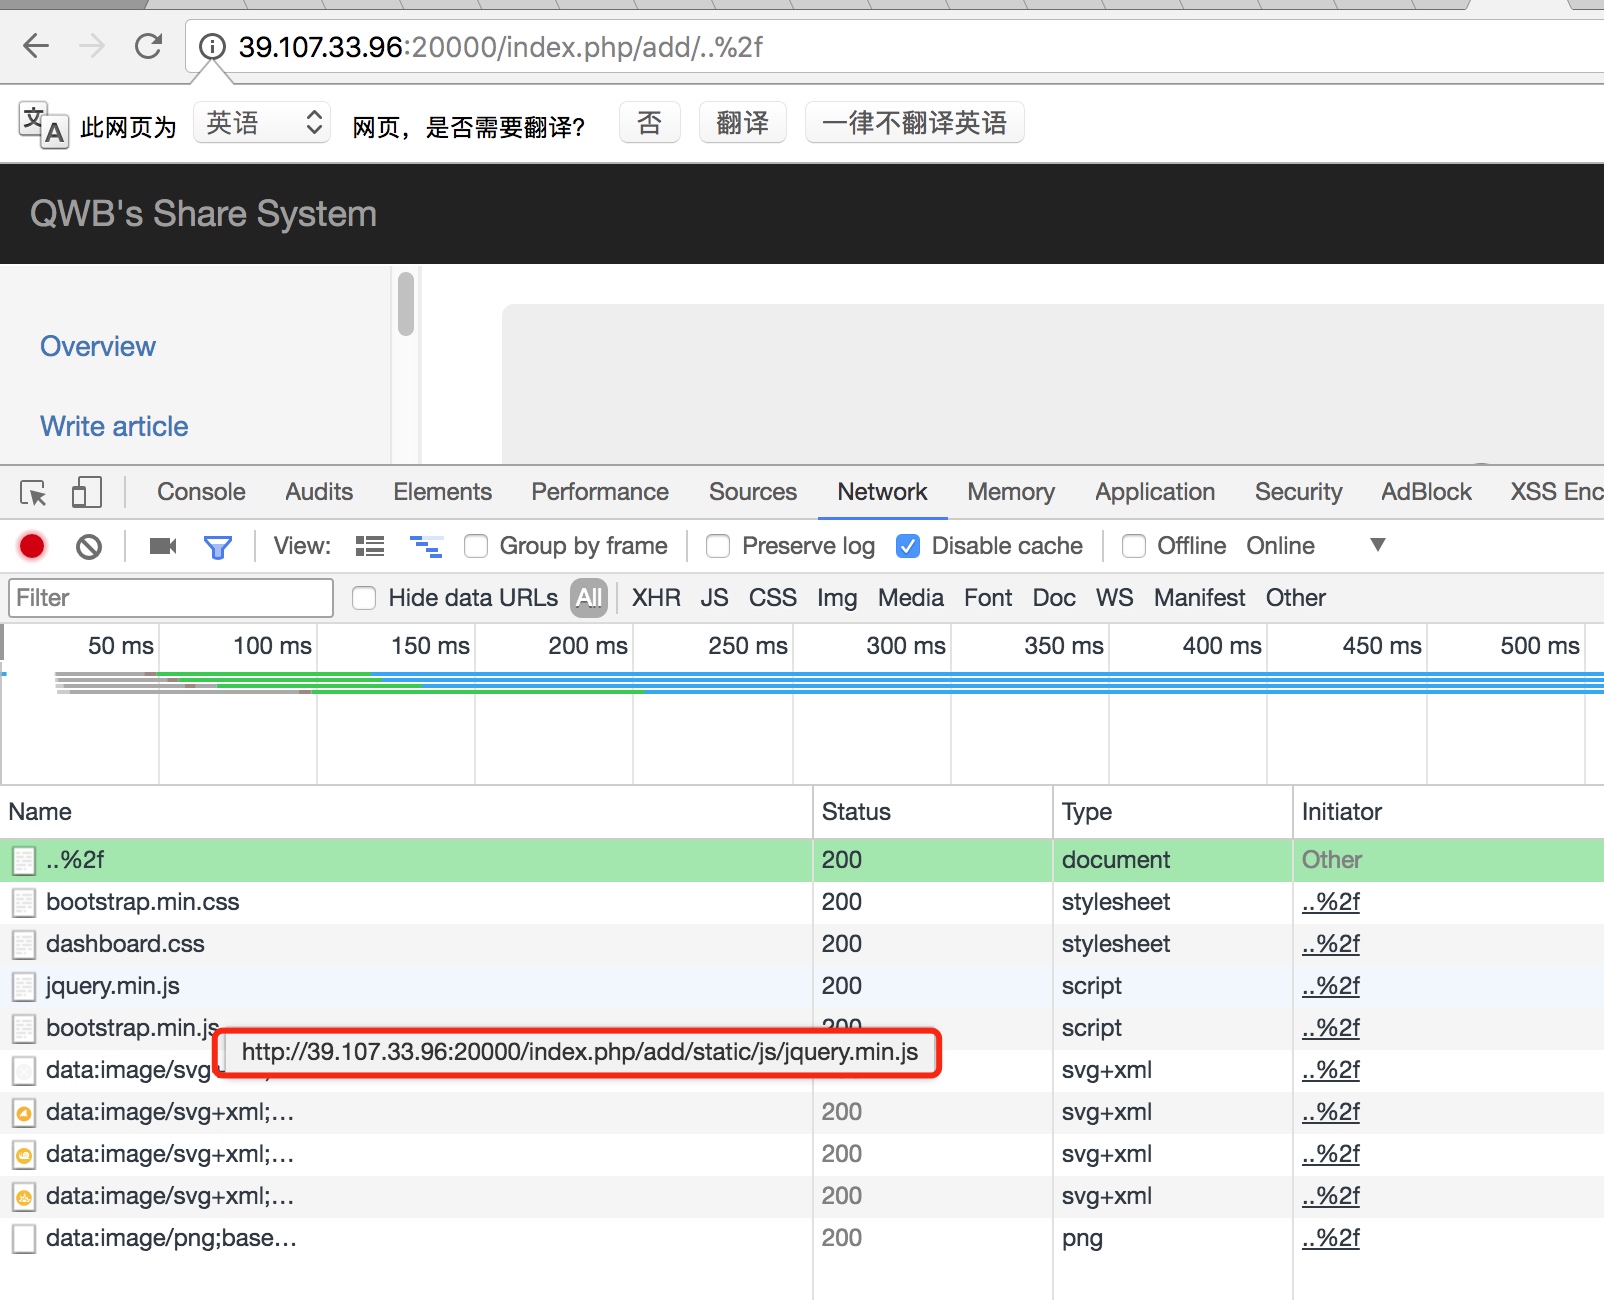 39.107.33.96:20000/index.php/add/..%2f
文
A
此网页为 英语 网页，是否需要翻译？ 否 翻译 一律不翻译英语
QWB's Share System
Overview
Write article
Console Audits Elements Performance Sources Network Memory Application Security AdBlock XSS Enc
View: Group by frame Preserve log Disable cache Offline Online
Filter Hide data URLs All XHR JS CSS Img Media Font Doc WS Manifest Other
50 ms 100 ms 150 ms 200 ms 250 ms 300 ms 350 ms 400 ms 450 ms 500 ms
Name Status Type Initiator
..%2f 200 document Other
bootstrap.min.css 200 stylesheet ..%2f
dashboard.css 200 stylesheet ..%2f
jquery.min.js 200 script ..%2f
bootstrap.min.js 200 script ..%2f
http://39.107.33.96:20000/index.php/add/static/js/jquery.min.js
data:image/svg+ svg+xml ..%2f
data:image/svg+xml;… 200 svg+xml ..%2f
data:image/svg+xml;… 200 svg+xml ..%2f
data:image/svg+xml;… 200 svg+xml ..%2f
data:image/png;base… 200 png ..%2f